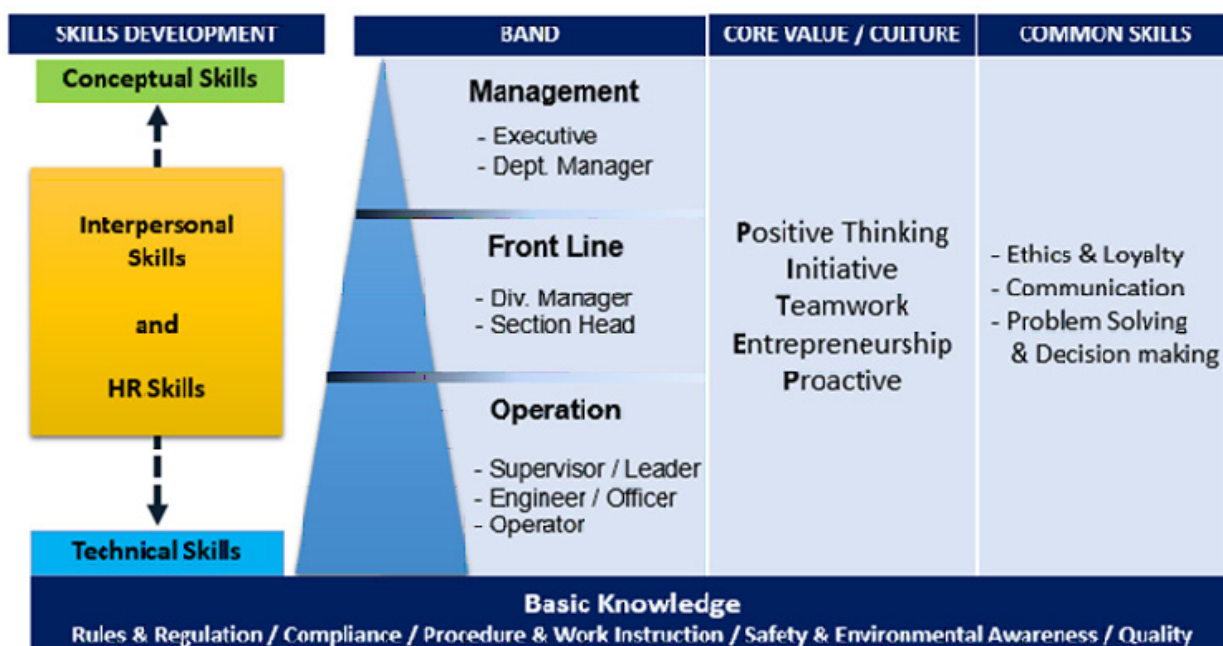 SKILLS DEVELOPMENT
Conceptual Skills
Interpersonal
Skills
and
HR Skills
Technical Skills
BAND
Management
- Executive
- Dept. Manager
Front Line
- Div. Manager
- Section Head
Operation
- Supervisor / Leader
- Engineer / Officer
- Operator
CORE VALUE / CULTURE
Positive Thinking
Initiative
Teamwork
Entrepreneurship
Proactive
COMMON SKILLS
- Ethics & Loyalty
- Communication
- Problem Solving
& Decision making
Basic Knowledge
Rules & Regulation / Compliance / Procedure & Work Instruction / Safety & Environmental Awareness / Quality